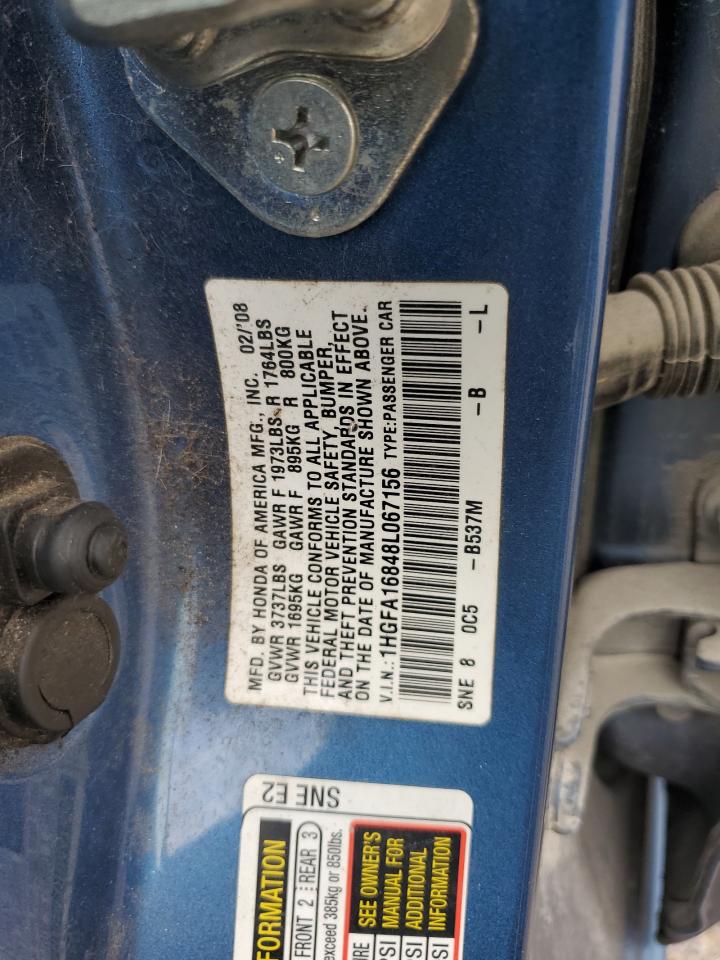 MFD. BY HONDA OF AMERICA MFG., INC. 02/'08
GVWR 3737LBS GAWR F 1973LBS R 1764LBS
GVWR 1695KG GAWR F 895KG R 800KG
THIS VEHICLE CONFORMS TO ALL APPLICABLE
FEDERAL MOTOR VEHICLE SAFETY, BUMPER,
AND THEFT PREVENTION STANDARDS IN EFFECT
ON THE DATE OF MANUFACTURE SHOWN ABOVE.
V.I.N.: 1HGFA16848L067156 TYPE:PASSENGER CAR
SNE 8 0C5 -B537M -B -L
SNE E2
FRONT 2 REAR 3
exceed 385kg or 850lbs.
SEE OWNER'S
MANUAL FOR
ADDITIONAL
INFORMATION